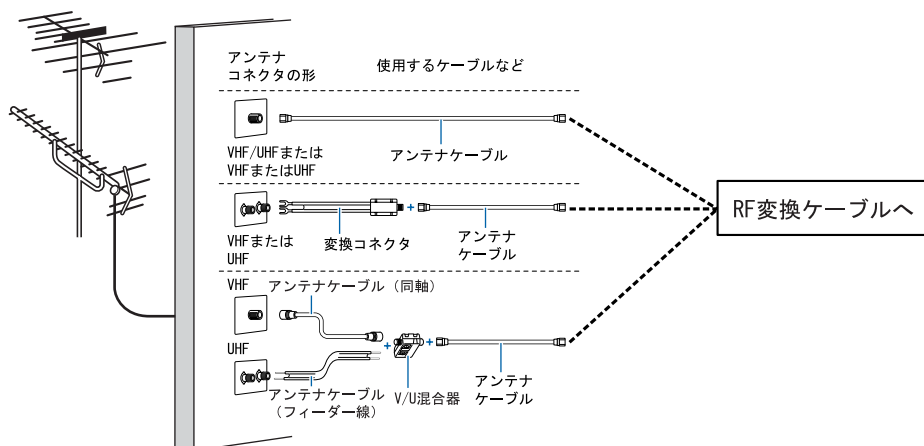 アンテナ
コネクタの形
使用するケーブルなど
VHF/UHFまたは
VHFまたはUHF
アンテナケーブル
VHFまたは
UHF
変換コネクタ
+
アンテナ
ケーブル
RF変換ケーブルへ
VHF
アンテナケーブル（同軸）
UHF
アンテナケーブル
（フィーダー線）
+
V/U混合器
+
アンテナ
ケーブル